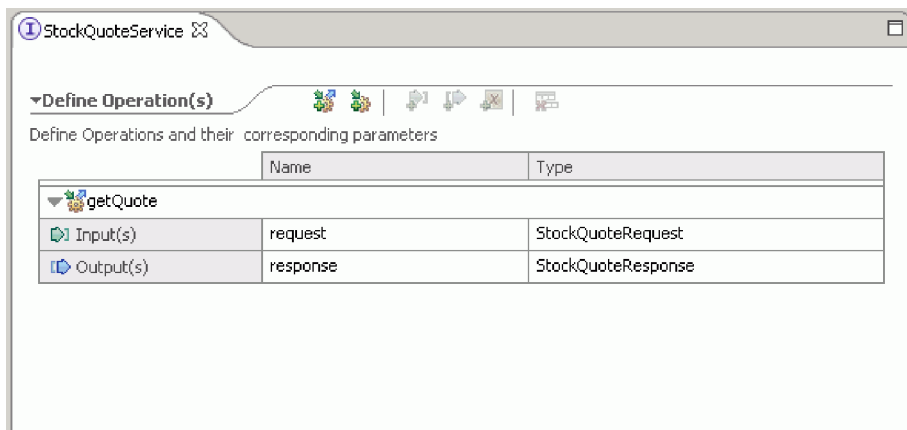 StockQuoteService
Define Operation(s)
Define Operations and their corresponding parameters
Name Type
getQuote
Input(s) request StockQuoteRequest
Output(s) response StockQuoteResponse